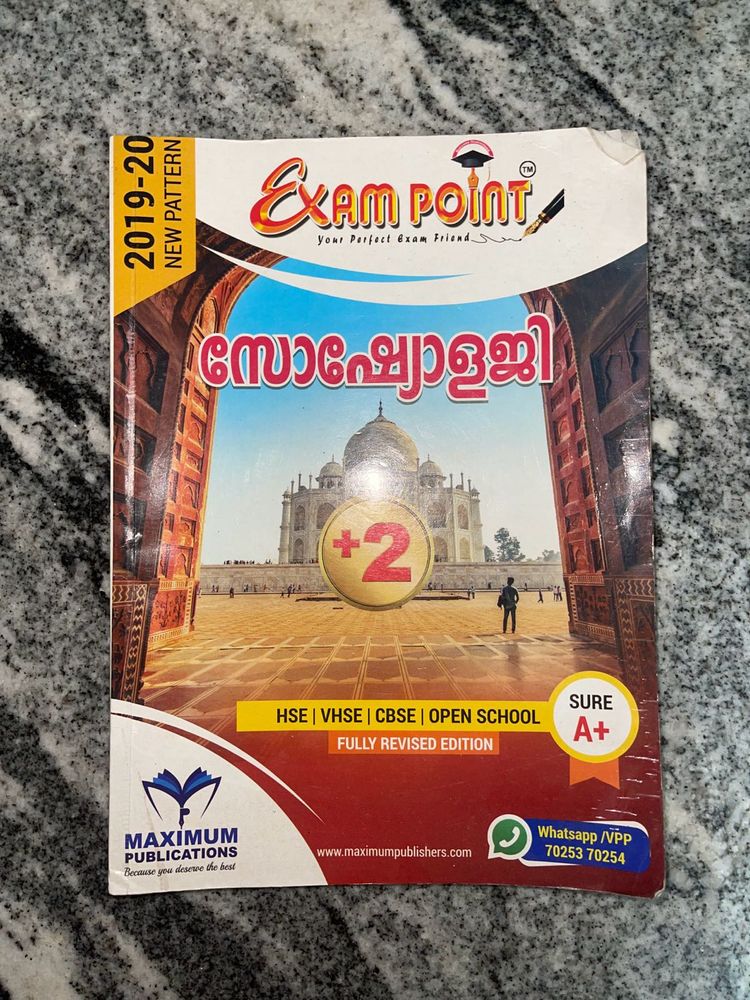 2019-20
NEW PATTERN
EXAM POINT TM
Your Perfect Exam Friend
സോഷ്യോളജി
+2
HSE | VHSE | CBSE | OPEN SCHOOL
FULLY REVISED EDITION
SURE
A+
MAXIMUM
PUBLICATIONS
Because you deserve the best
www.maximumpublishers.com
Whatsapp /VPP
70253 70254